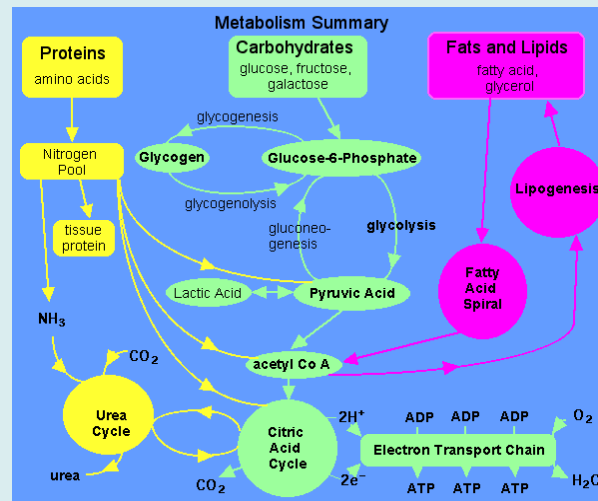 Metabolism Summary
Proteins
amino acids
Carbohydrates
glucose, fructose,
galactose
Fats and Lipids
fatty acid,
glycerol
glycogenesis
Nitrogen
Pool
Glycogen
Glucose-6-Phosphate
Lipogenesis
glycogenolysis
tissue
protein
gluconeo-
genesis
glycolysis
Fatty
Acid
Spiral
Lactic Acid
Pyruvic Acid
NH₃
CO₂
acetyl Co A
Urea
Cycle
Citric
Acid
Cycle
2H⁺
ADP ADP ADP
O₂
Electron Transport Chain
urea
CO₂
2e⁻
ATP ATP ATP
H₂O